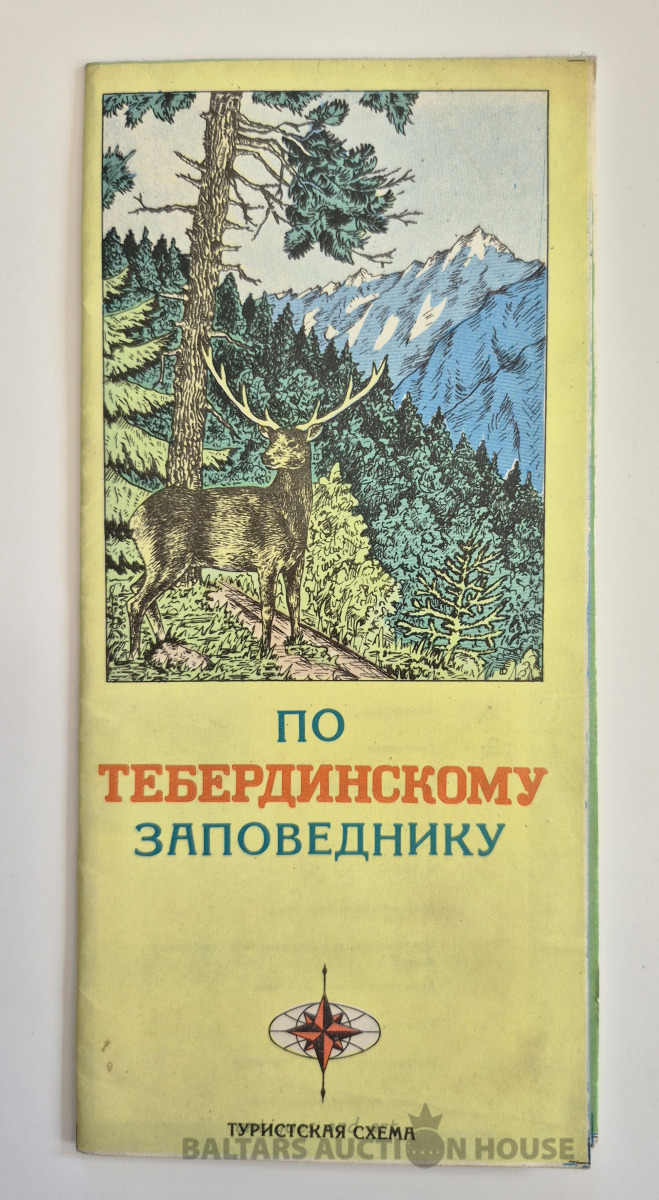 ПО
ТЕБЕРДИНСКОМУ
ЗАПОВЕДНИКУ
ТУРИСТСКАЯ СХЕМА
BALTARS AUCTION HOUSE